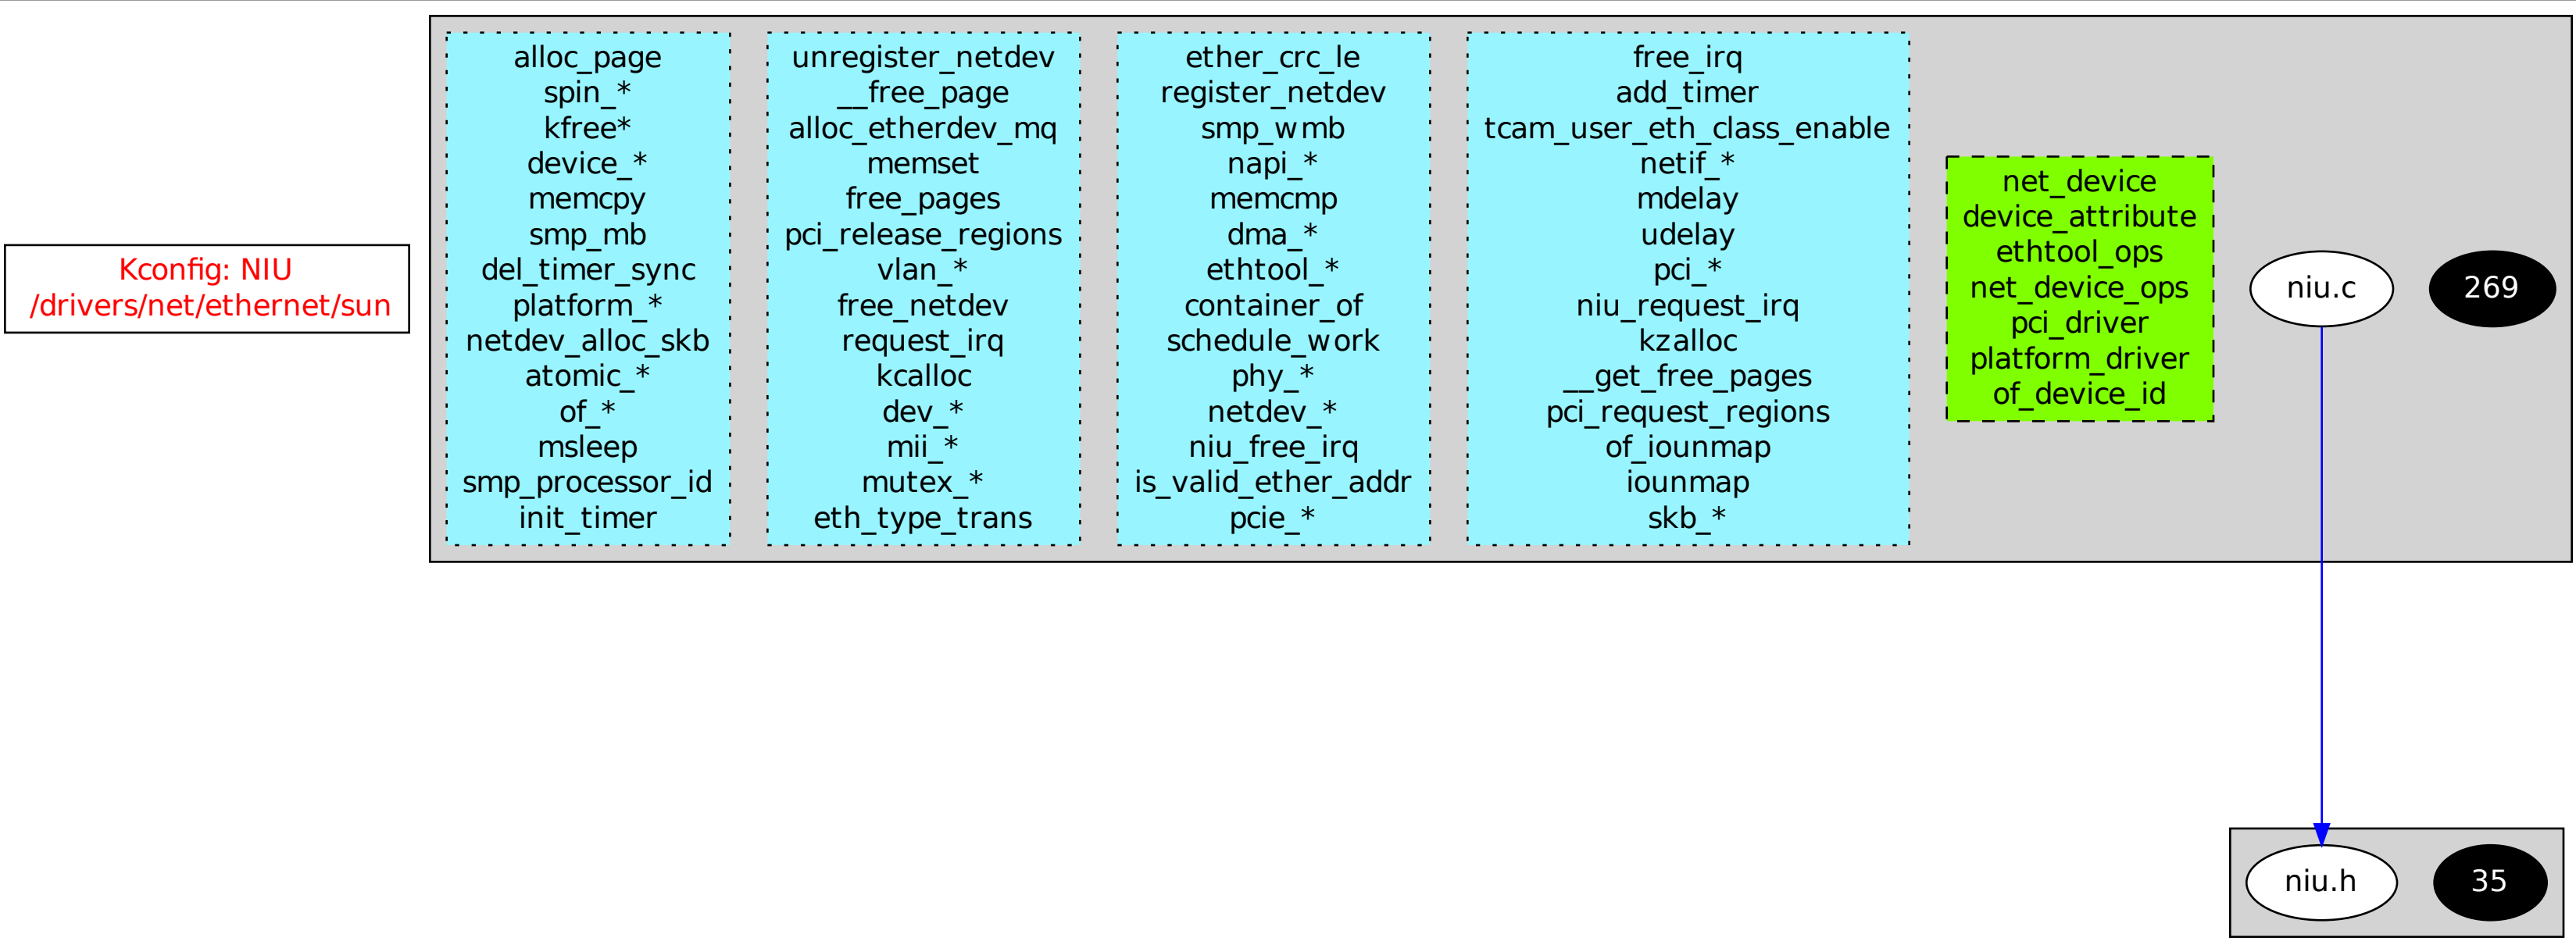 Kconfig: NIU
/drivers/net/ethernet/sun
alloc_page
spin_*
kfree*
device_*
memcpy
smp_mb
del_timer_sync
platform_*
netdev_alloc_skb
atomic_*
of_*
msleep
smp_processor_id
init_timer
unregister_netdev
__free_page
alloc_etherdev_mq
memset
free_pages
pci_release_regions
vlan_*
free_netdev
request_irq
kcalloc
dev_*
mii_*
mutex_*
eth_type_trans
ether_crc_le
register_netdev
smp_wmb
napi_*
memcmp
dma_*
ethtool_*
container_of
schedule_work
phy_*
netdev_*
niu_free_irq
is_valid_ether_addr
pcie_*
free_irq
add_timer
tcam_user_eth_class_enable
netif_*
mdelay
udelay
pci_*
niu_request_irq
kzalloc
__get_free_pages
pci_request_regions
of_iounmap
iounmap
skb_*
net_device
device_attribute
ethtool_ops
net_device_ops
pci_driver
platform_driver
of_device_id
niu.c
269
niu.h
35